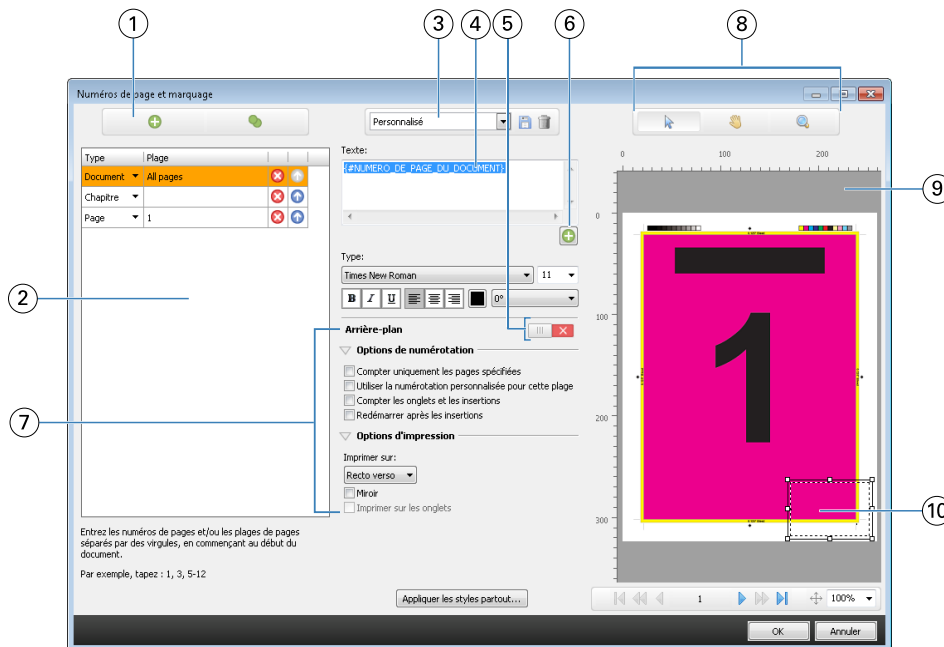 1
3
4
5
6
8
Numéros de page et marquage
Personnalisé
Type Plage
Document All pages
Chapitre
Page 1
2
Texte:
{#NUMERO_DE_PAGE_DU_DOCUMENT}
Type:
Times New Roman 11
B I U 0°
Arrière-plan
Options de numérotation
Compter uniquement les pages spécifiées
Utiliser la numérotation personnalisée pour cette plage
Compter les onglets et les insertions
Redémarrer après les insertions
7
Options d'impression
Imprimer sur:
Recto verso
Miroir
Imprimer sur les onglets
Entrez les numéros de pages et/ou les plages de pages
séparés par des virgules, en commençant au début du
document.
Par exemple, tapez : 1, 3, 5-12
Appliquer les styles partout...
0 100 200
9
0
100
200
300
1
10
1 100%
OK Annuler